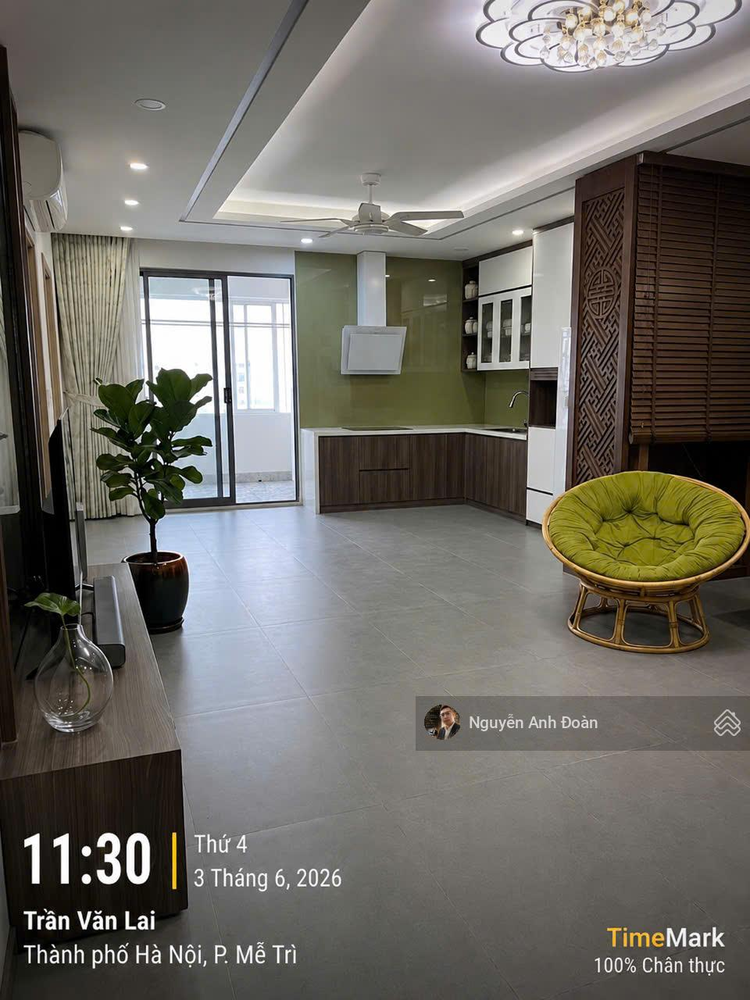 Nguyễn Anh Đoàn
11:30
Thứ 4
3 Tháng 6, 2026
Trần Văn Lai
Thành phố Hà Nội, P. Mễ Trì
TimeMark
100% Chân thực